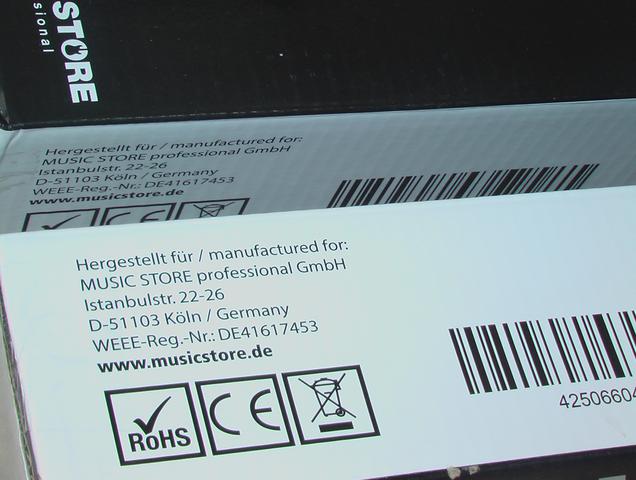 STORE
sional
Hergestellt für / manufactured for:
MUSIC STORE professional GmbH
Istanbulstr. 22-26
D-51103 Köln / Germany
WEEE-Reg.-Nr.: DE41617453
www.musicstore.de
CE
Hergestellt für / manufactured for:
MUSIC STORE professional GmbH
Istanbulstr. 22-26
D-51103 Köln / Germany
WEEE-Reg.-Nr.: DE41617453
www.musicstore.de
RoHS CE
4250660